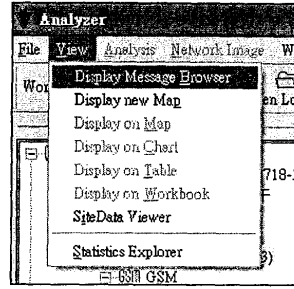 Analyzer
File View Analysis Network Image W
Display Message Browser
Display new Map
Display on Map
Display on Chart
Display on Table
Display on Workbook
SiteData Viewer
Statistics Explorer
GSM GSM